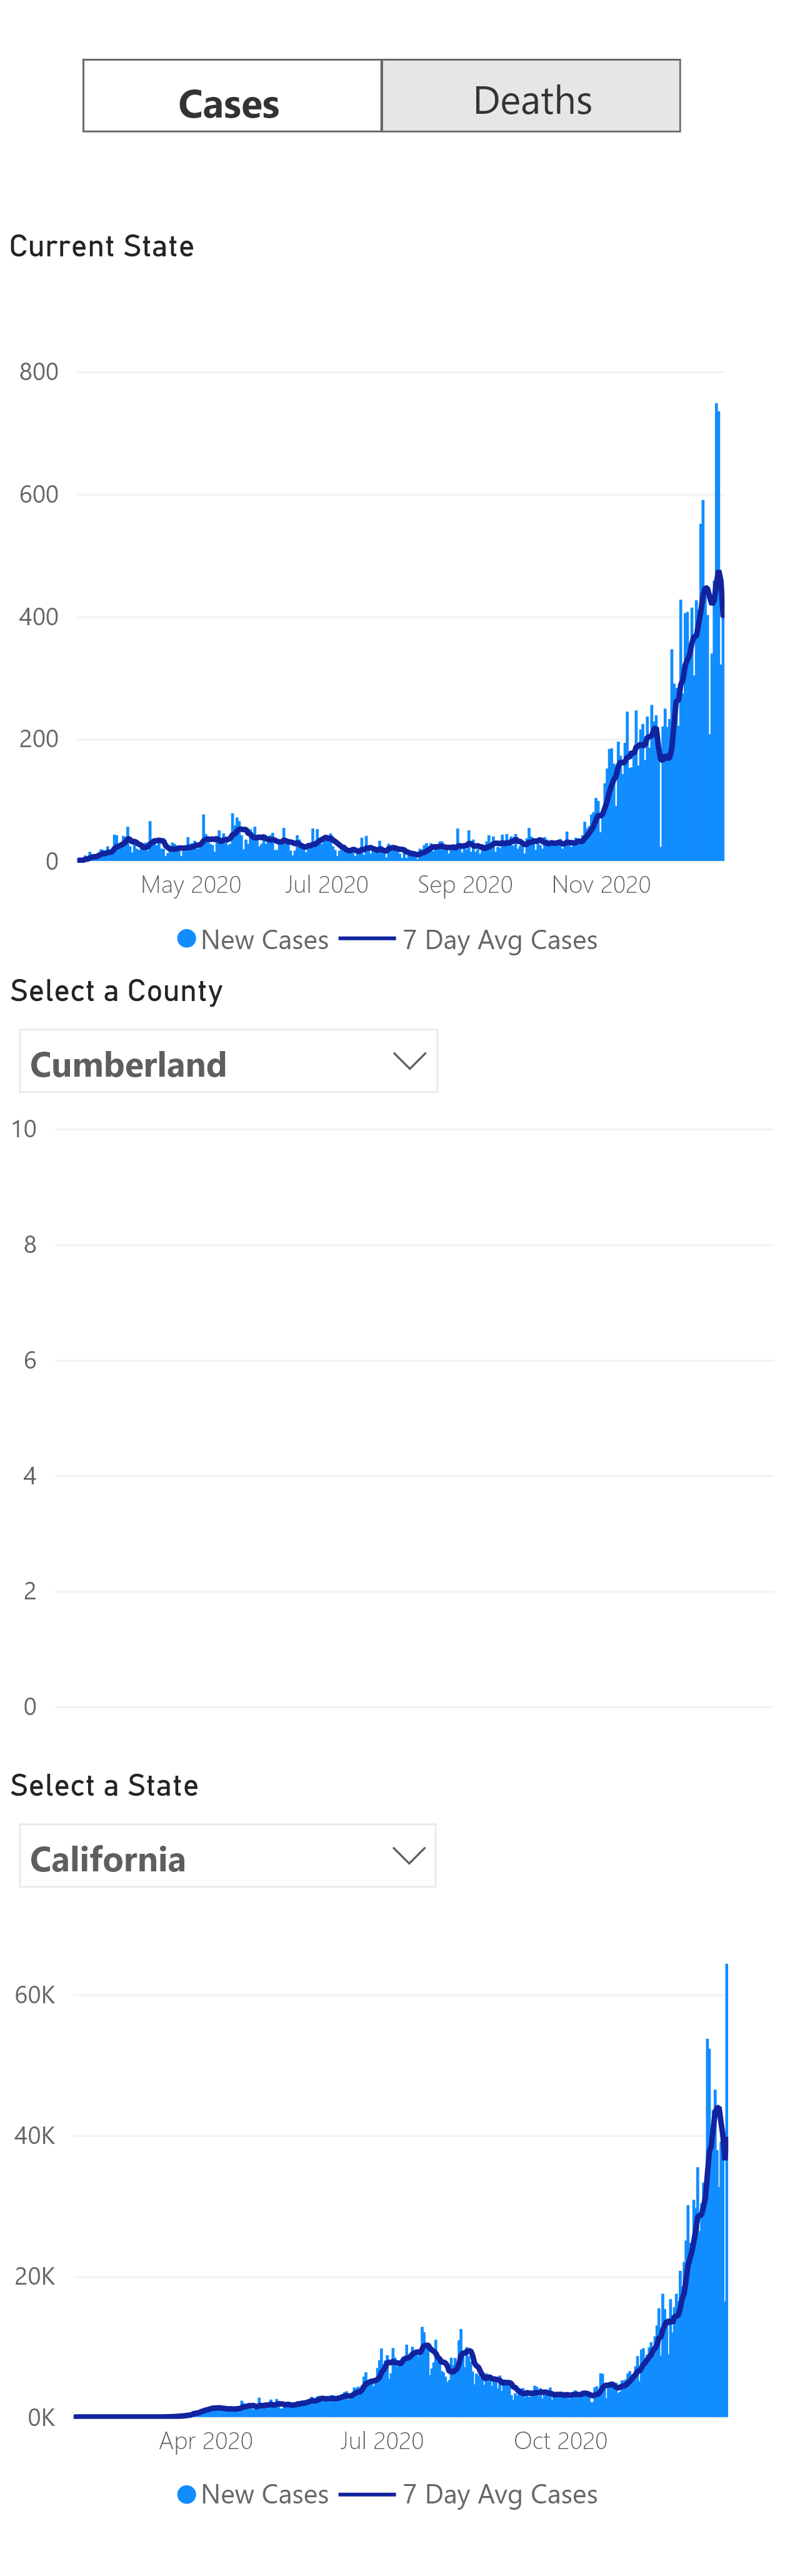 Cases Deaths
Current State
800
600
400
200
0
May 2020 Jul 2020 Sep 2020 Nov 2020
New Cases 7 Day Avg Cases
Select a County
Cumberland
10
8
6
4
2
0
Select a State
California
60K
40K
20K
0K
Apr 2020 Jul 2020 Oct 2020
New Cases 7 Day Avg Cases